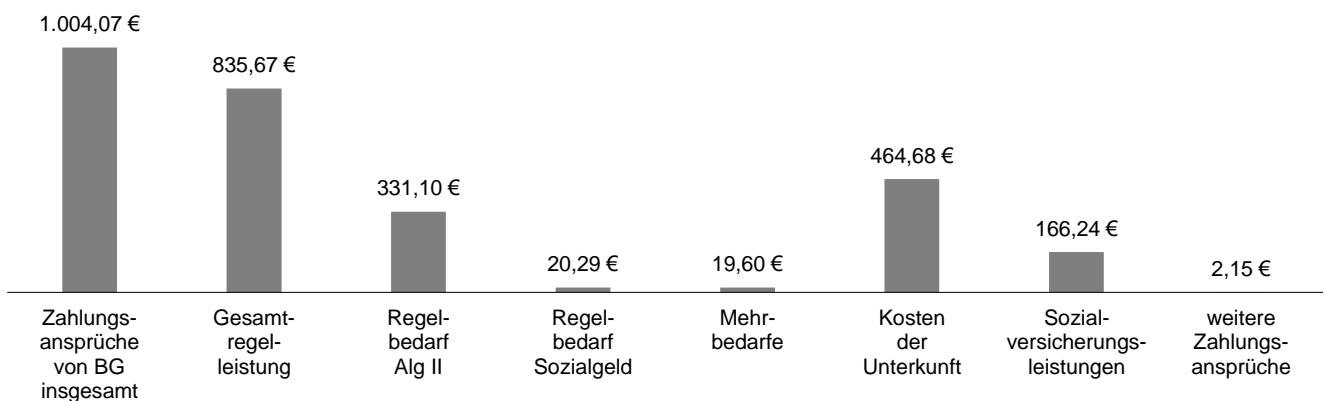 1.004,07 €
835,67 €
331,10 €
20,29 €
19,60 €
464,68 €
166,24 €
2,15 €
Zahlungs-
ansprüche
von BG
insgesamt
Gesamt-
regel-
leistung
Regel-
bedarf
Alg II
Regel-
bedarf
Sozialgeld
Mehr-
bedarfe
Kosten
der
Unterkunft
Sozial-
versicherungs-
leistungen
weitere
Zahlungs-
ansprüche